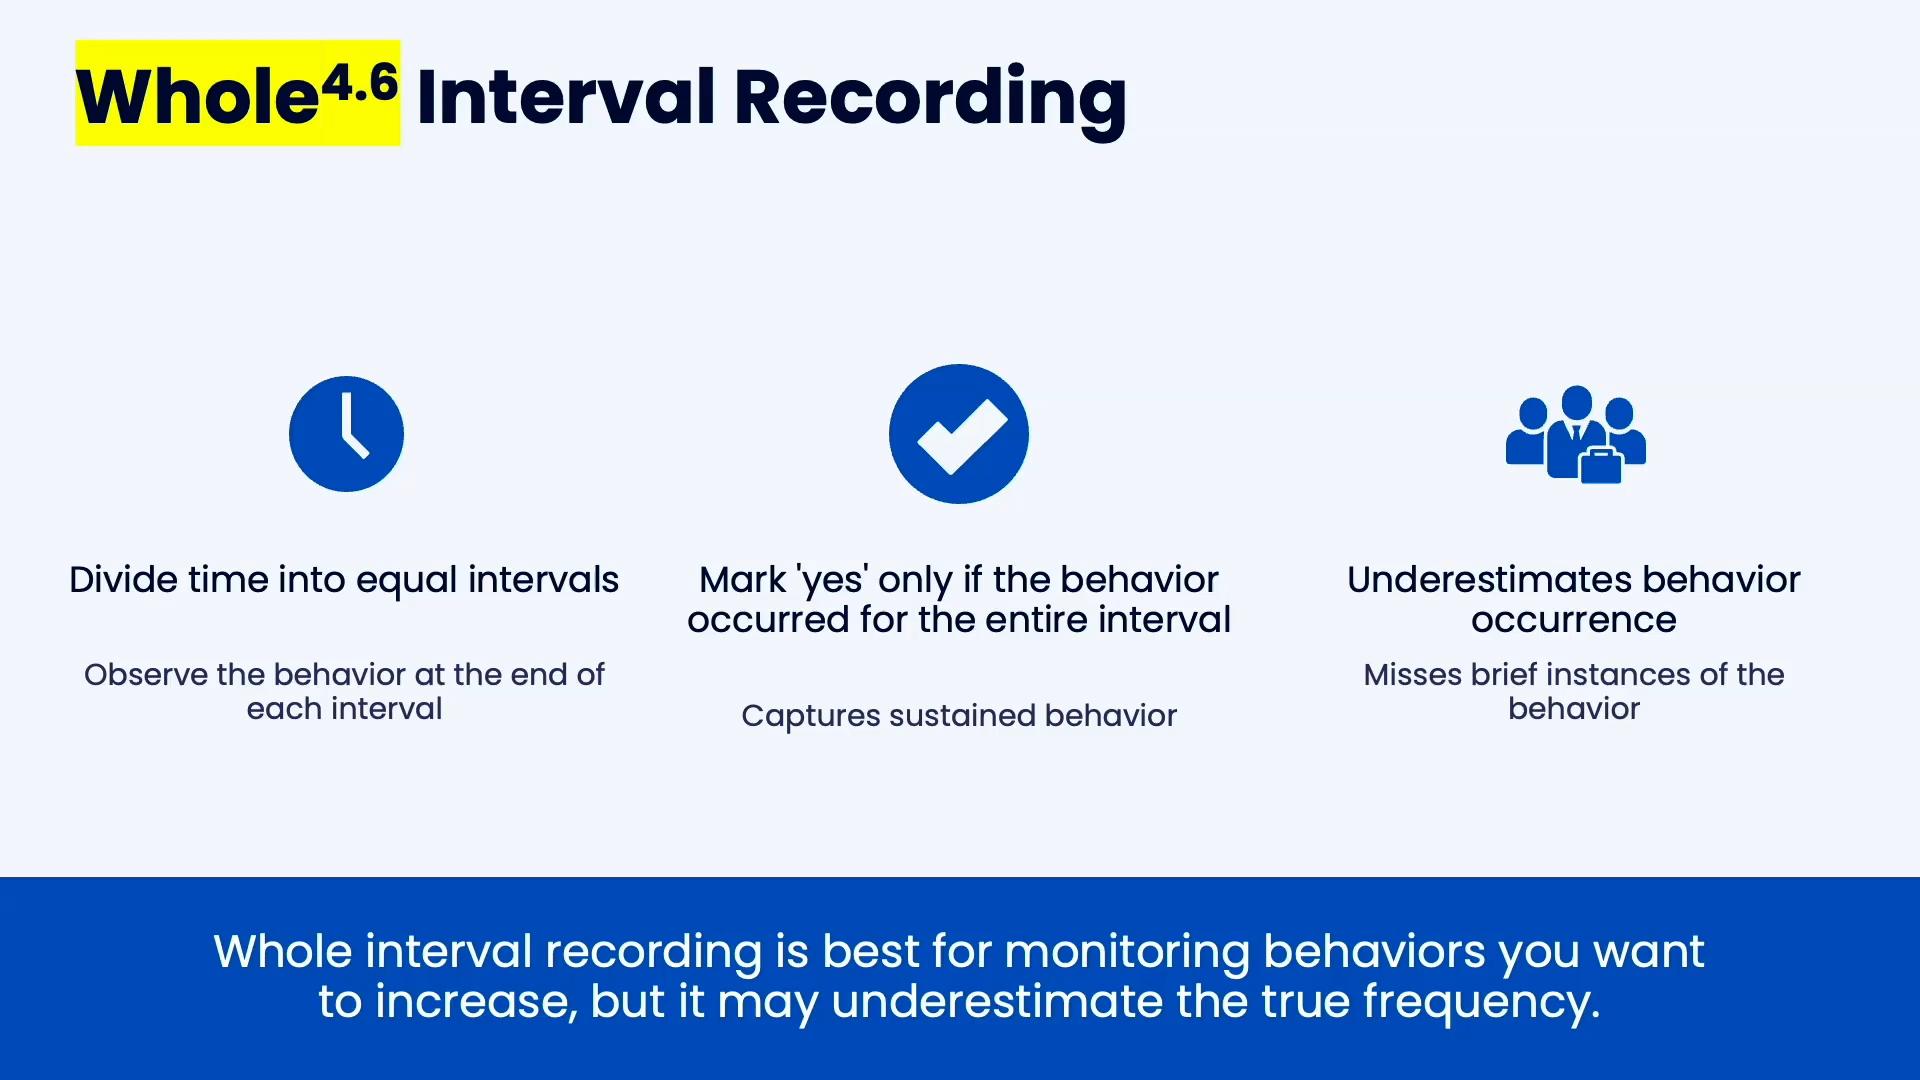 Whole4.6 Interval Recording
Divide time into equal intervals
Observe the behavior at the end of
each interval
Mark 'yes' only if the behavior
occurred for the entire interval
Captures sustained behavior
Underestimates behavior
occurrence
Misses brief instances of the
behavior
Whole interval recording is best for monitoring behaviors you want
to increase, but it may underestimate the true frequency.